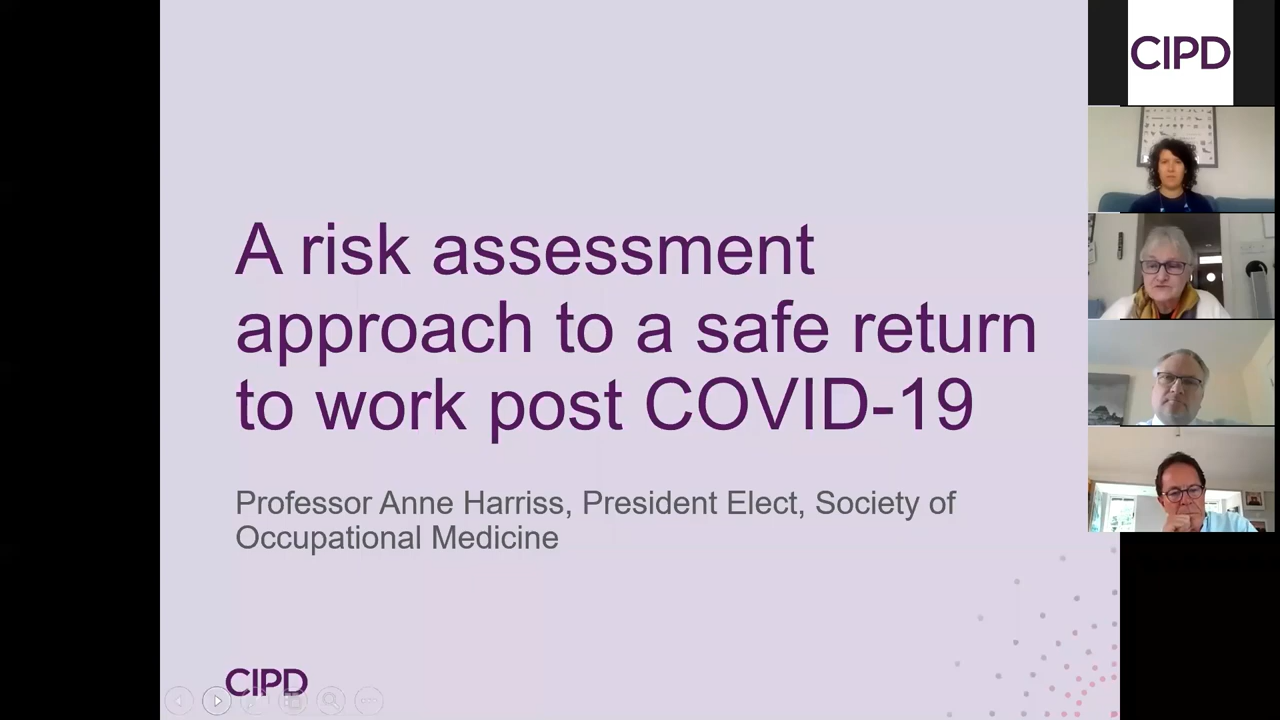 A risk assessment
approach to a safe return
to work post COVID-19
Professor Anne Harriss, President Elect, Society of
Occupational Medicine
CIPD
CIPD